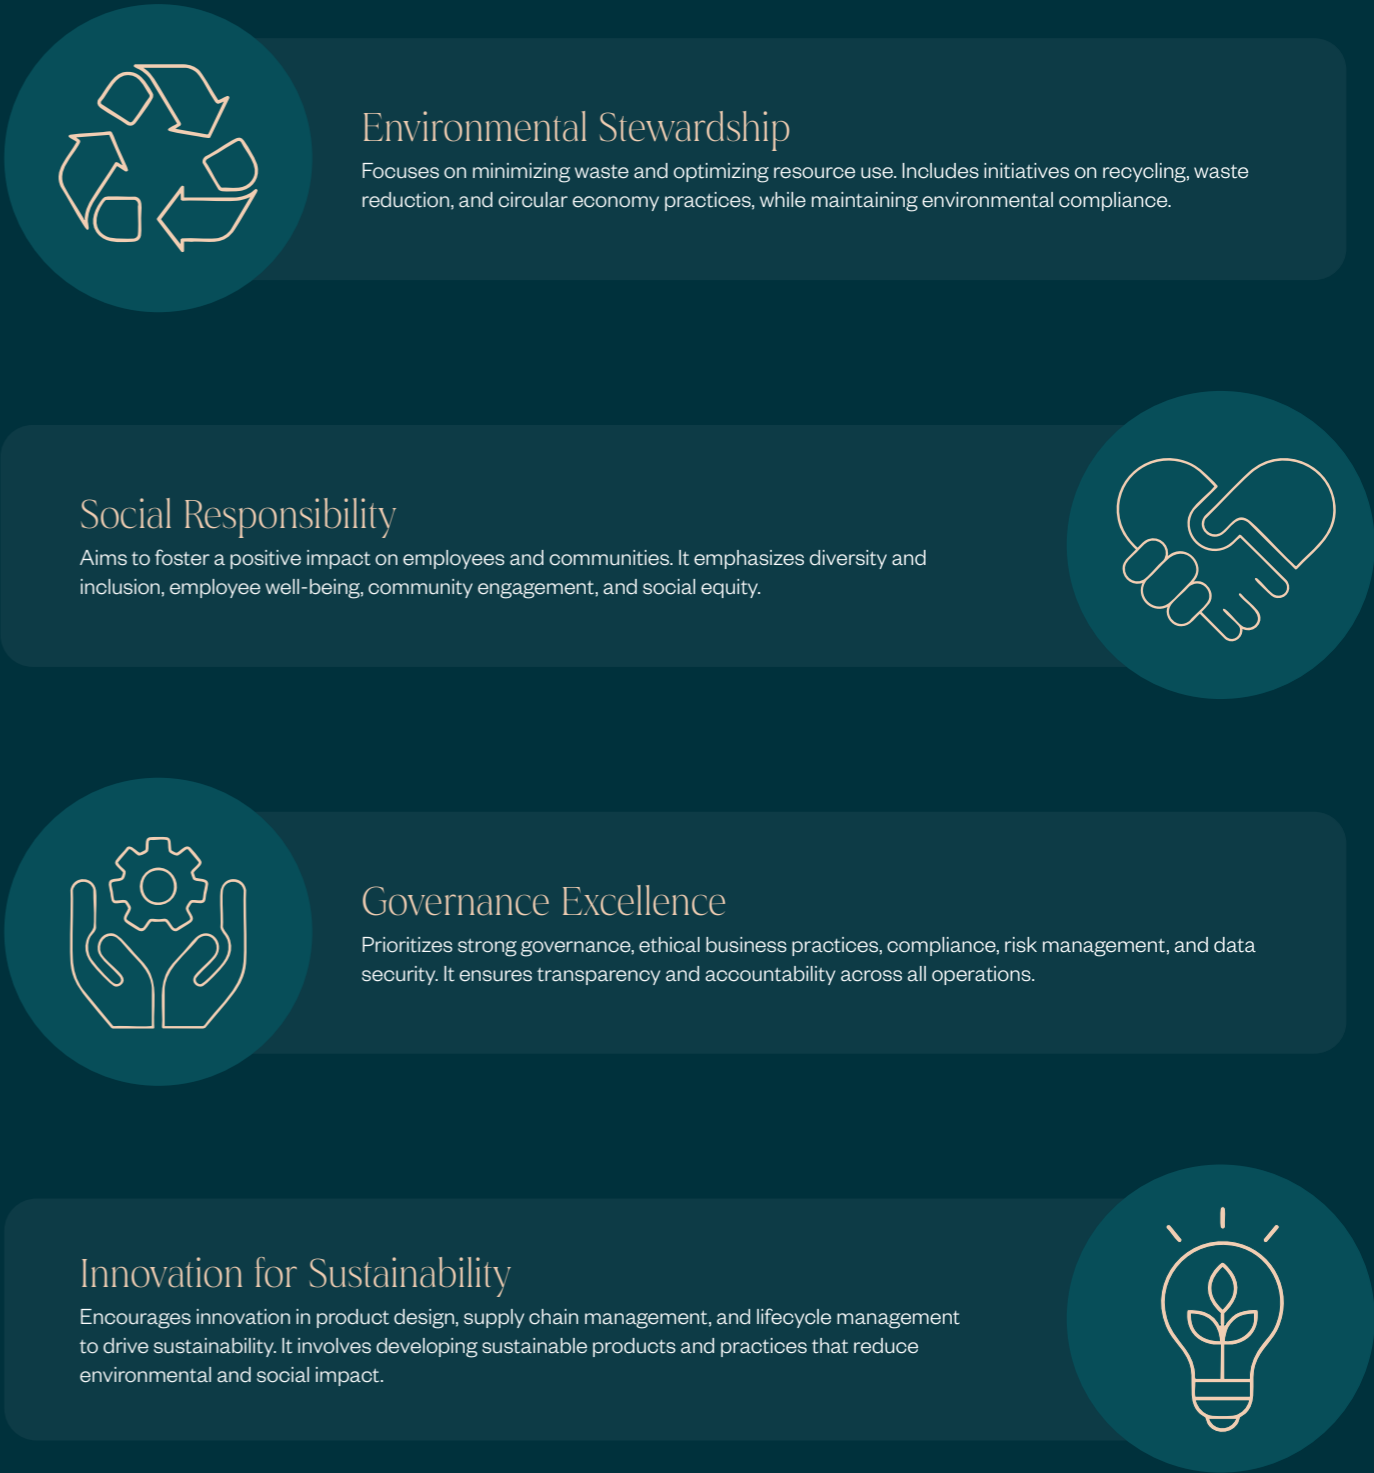 Environmental Stewardship
Focuses on minimizing waste and optimizing resource use. Includes initiatives on recycling, waste
reduction, and circular economy practices, while maintaining environmental compliance.
Social Responsibility
Aims to foster a positive impact on employees and communities. It emphasizes diversity and
inclusion, employee well-being, community engagement, and social equity.
Governance Excellence
Prioritizes strong governance, ethical business practices, compliance, risk management, and data
security. It ensures transparency and accountability across all operations.
Innovation for Sustainability
Encourages innovation in product design, supply chain management, and lifecycle management
to drive sustainability. It involves developing sustainable products and practices that reduce
environmental and social impact.